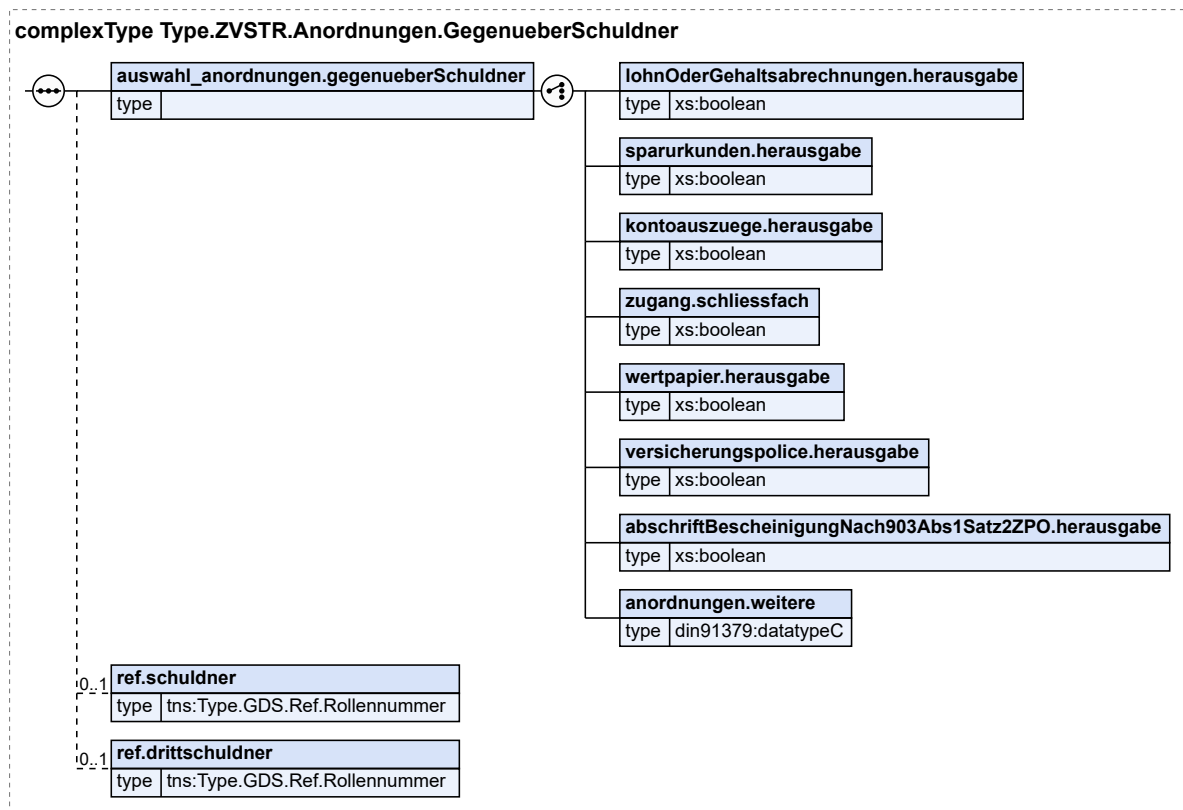 complexType Type.ZVSTR.Anordnungen.GegenueberSchuldner
auswahl_anordnungen.gegenueberSchuldner
type
lohnOderGehaltsabrechnungen.herausgabe
type xs:boolean
sparurkunden.herausgabe
type xs:boolean
kontoauszuege.herausgabe
type xs:boolean
zugang.schliessfach
type xs:boolean
wertpapier.herausgabe
type xs:boolean
versicherungspolice.herausgabe
type xs:boolean
abschriftBescheinigungNach903Abs1Satz2ZPO.herausgabe
type xs:boolean
anordnungen.weitere
type din91379:datatypeC
0..1 ref.schuldner
type tns:Type.GDS.Ref.Rollennummer
0..1 ref.drittschuldner
type tns:Type.GDS.Ref.Rollennummer